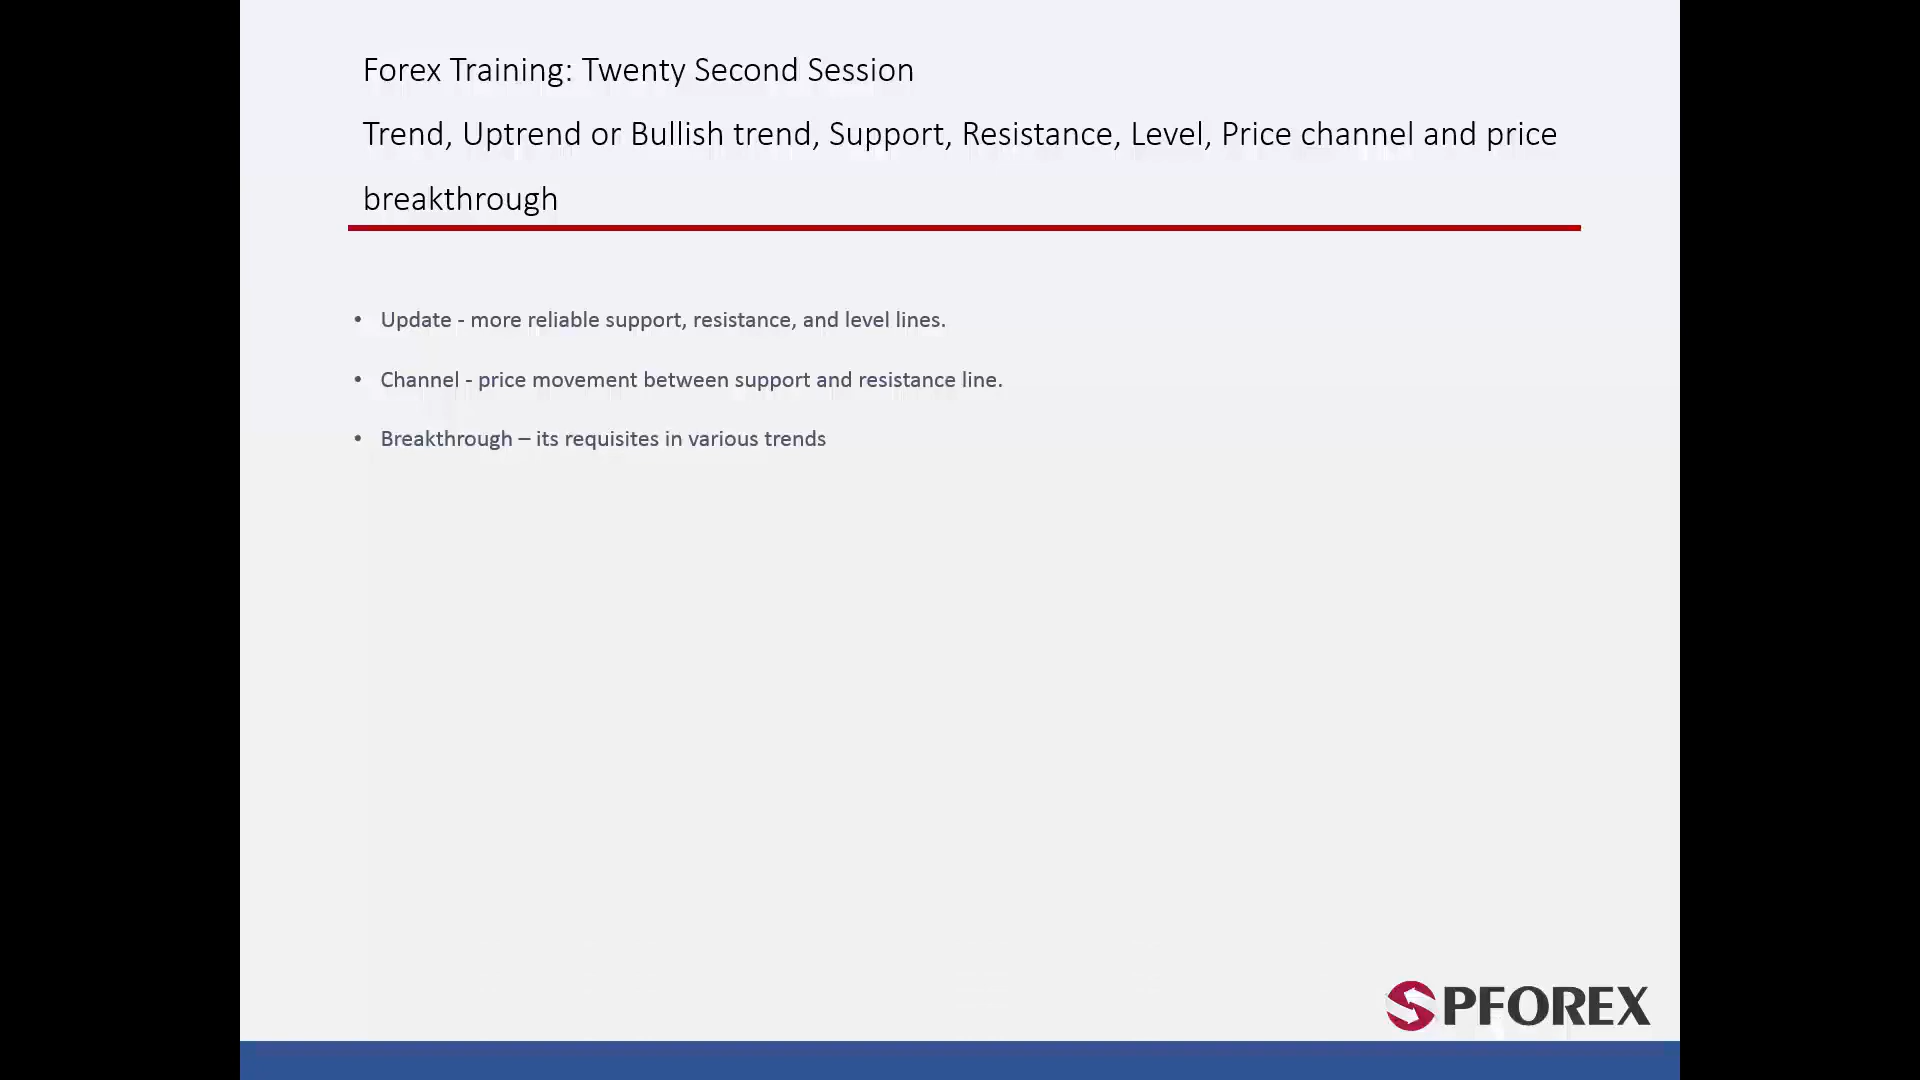 Forex Training: Twenty Second Session
Trend, Uptrend or Bullish trend, Support, Resistance, Level, Price channel and price
breakthrough
• Update - more reliable support, resistance, and level lines.
• Channel - price movement between support and resistance line.
• Breakthrough – its requisites in various trends
SPFOREX